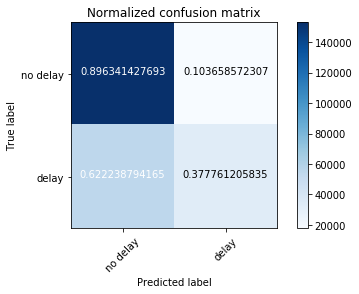 Normalized confusion matrix
True label
no delay
delay
0.896341427693
0.103658572307
0.622238794165
0.377761205835
no delay
delay
Predicted label
140000
120000
100000
80000
60000
40000
20000